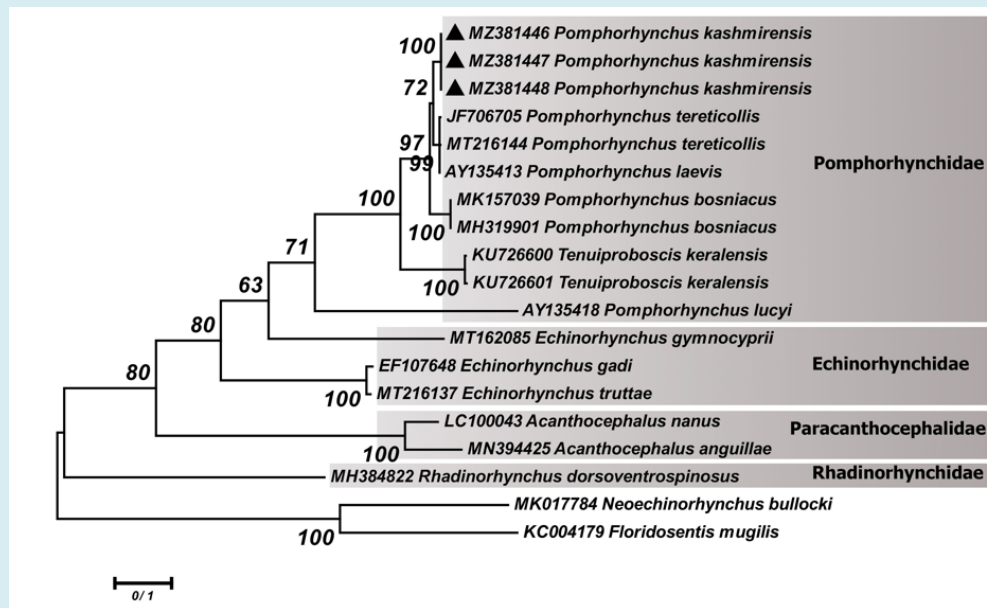 100
▲ MZ381446 Pomphorhynchus kashmirensis
▲ MZ381447 Pomphorhynchus kashmirensis
72
▲ MZ381448 Pomphorhynchus kashmirensis
JF706705 Pomphorhynchus tereticollis
97
MT216144 Pomphorhynchus tereticollis
99
AY135413 Pomphorhynchus laevis
Pomphorhynchidae
100
MK157039 Pomphorhynchus bosniacus
100
MH319901 Pomphorhynchus bosniacus
71
KU726600 Tenuiproboscis keralensis
100
KU726601 Tenuiproboscis keralensis
63
AY135418 Pomphorhynchus lucyi
80
MT162085 Echinorhynchus gymnocyprii
80
EF107648 Echinorhynchus gadi
Echinorhynchidae
100
MT216137 Echinorhynchus truttae
LC100043 Acanthocephalus nanus
Paracanthocephalidae
100
MN394425 Acanthocephalus anguillae
MH384822 Rhadinorhynchus dorsoventrospinosus
Rhadinorhynchidae
MK017784 Neoechinorhynchus bullocki
100
KC004179 Floridosentis mugilis
0/1